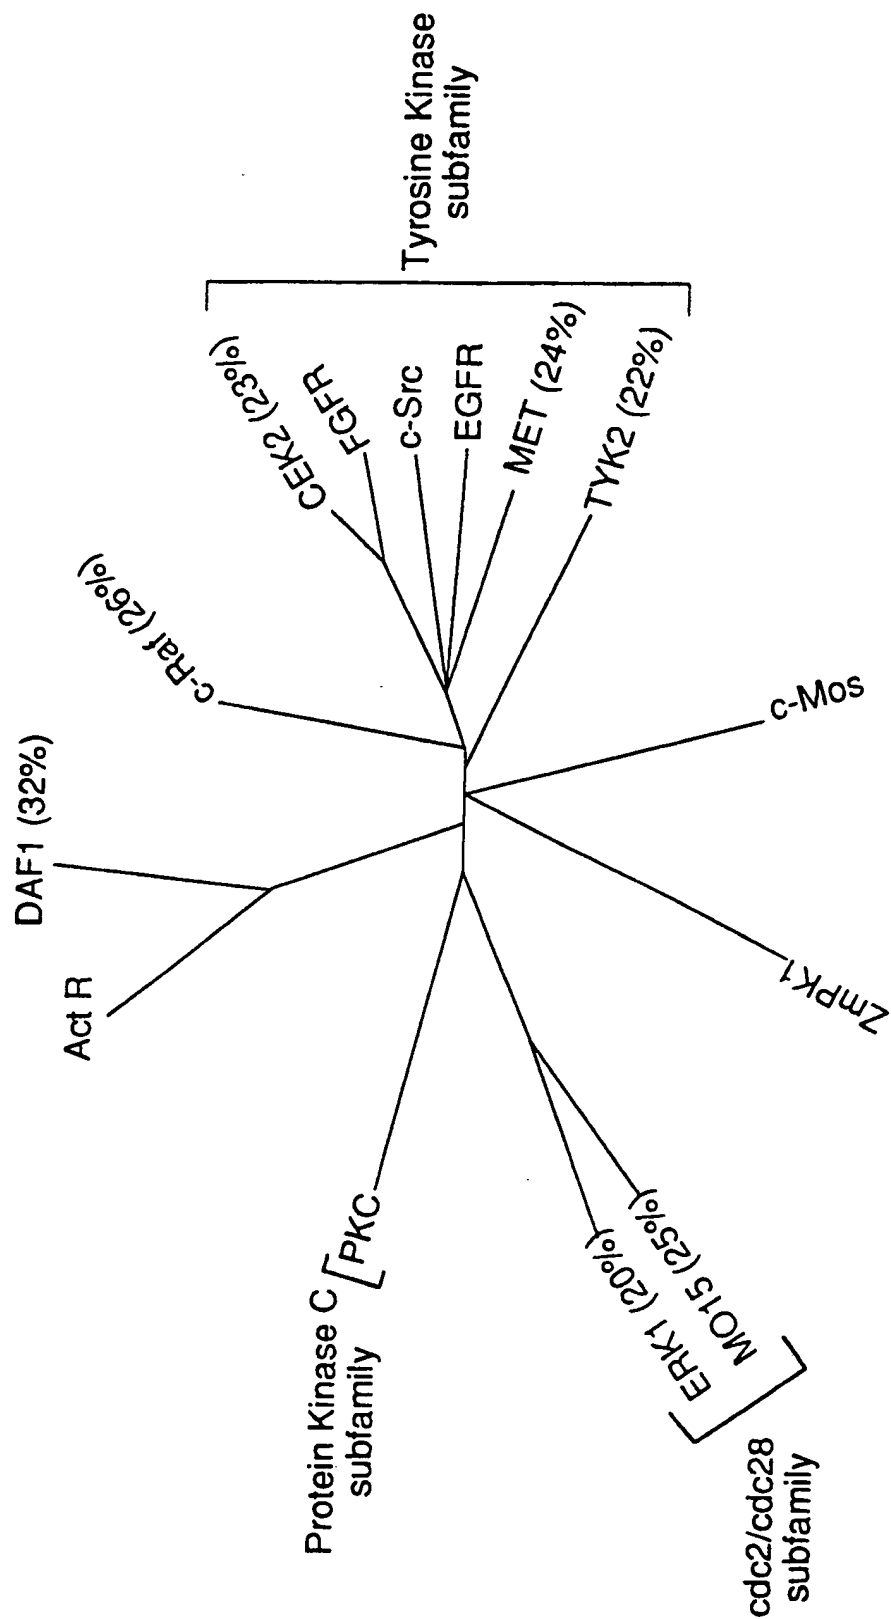 Protein Kinase C
subfamily
PKC
Act R
DAF1 (32%)
c-Raf (26%)
CEK2 (23%)
FGFR
c-Src
EGFR
MET (24%)
TYK2 (22%)
Tyrosine Kinase
subfamily
c-Mos
ZmPK1
MO15 (25%)
ERK1 (20%)
cdc2/cdc28
subfamily